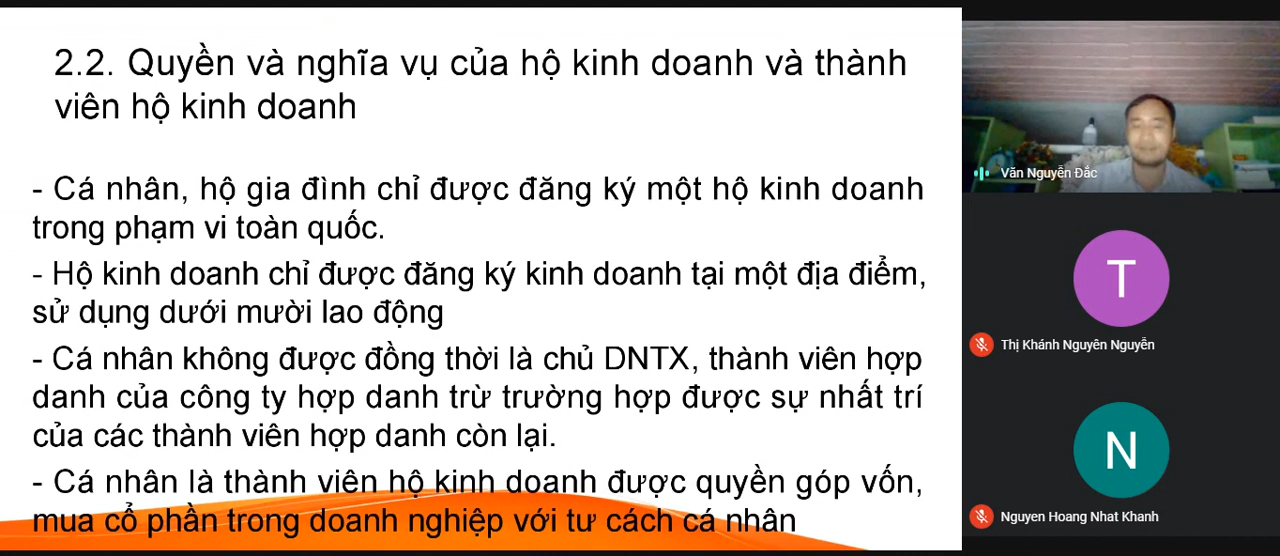 2.2. Quyền và nghĩa vụ của hộ kinh doanh và thành
viên hộ kinh doanh
- Cá nhân, hộ gia đình chỉ được đăng ký một hộ kinh doanh
trong phạm vi toàn quốc.
- Hộ kinh doanh chỉ được đăng ký kinh doanh tại một địa điểm,
sử dụng dưới mười lao động
- Cá nhân không được đồng thời là chủ DNTX, thành viên hợp
danh của công ty hợp danh trừ trường hợp được sự nhất trí
của các thành viên hợp danh còn lại.
- Cá nhân là thành viên hộ kinh doanh được quyền góp vốn,
mua cổ phần trong doanh nghiệp với tư cách cá nhân
Văn Nguyễn Đắc
T
Thị Khánh Nguyên Nguyễn
N
Nguyen Hoang Nhat Khanh